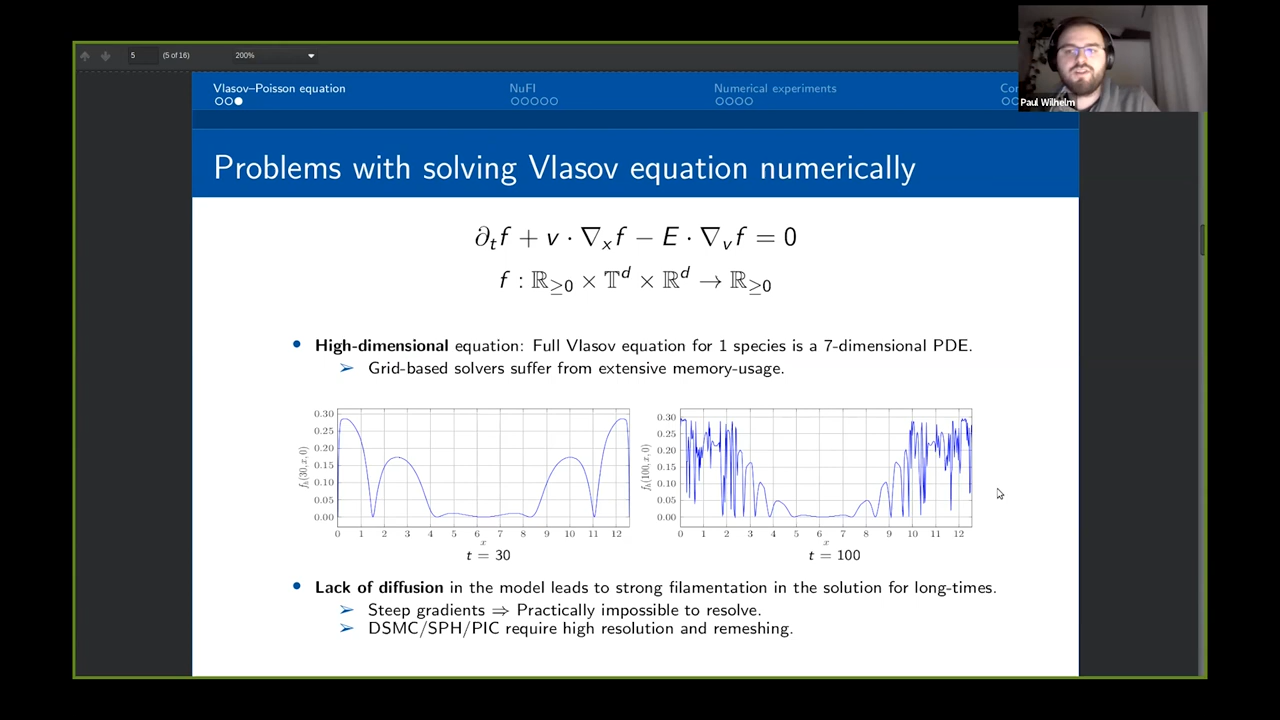 5 (5 of 16) 200%
Vlasov–Poisson equation NuFI Numerical experiments Co
Paul Wilhelm
Problems with solving Vlasov equation numerically
∂ₜf + v · ∇ₓf − E · ∇ᵥf = 0
f : ℝ≥0 × 𝕋ᵈ × ℝᵈ → ℝ≥0
• High-dimensional equation: Full Vlasov equation for 1 species is a 7-dimensional PDE.
➢ Grid-based solvers suffer from extensive memory-usage.
fₕ(30,x,0)
0.30
0.25
0.20
0.15
0.10
0.05
0.00
0 1 2 3 4 5 6 7 8 9 10 11 12
x
t = 30
fₕ(100,x,0)
0.30
0.25
0.20
0.15
0.10
0.05
0.00
0 1 2 3 4 5 6 7 8 9 10 11 12
x
t = 100
• Lack of diffusion in the model leads to strong filamentation in the solution for long-times.
➢ Steep gradients ⇒ Practically impossible to resolve.
➢ DSMC/SPH/PIC require high resolution and remeshing.